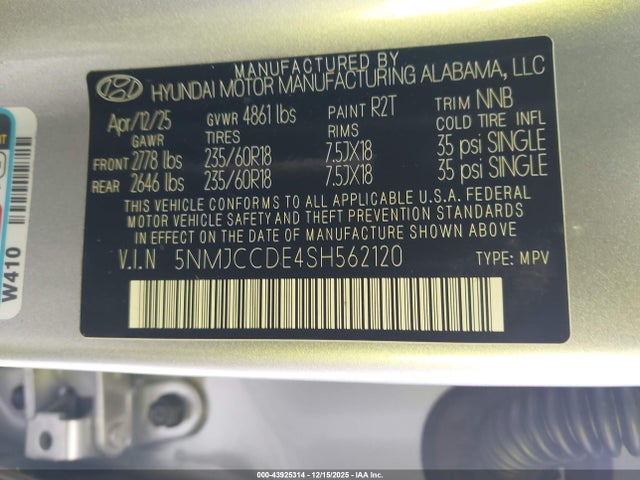 MANUFACTURED BY
HYUNDAI MOTOR MANUFACTURING ALABAMA, LLC
Apr/12/25 GVWR 4861 lbs PAINT R2T TRIM NNB
GAWR TIRES RIMS COLD TIRE INFL
FRONT 2778 lbs 235/60R18 7.5JX18 35 psi SINGLE
REAR 2646 lbs 235/60R18 7.5JX18 35 psi SINGLE
THIS VEHICLE CONFORMS TO ALL APPLICABLE U.S.A. FEDERAL
MOTOR VEHICLE SAFETY AND THEFT PREVENTION STANDARDS
IN EFFECT ON THE DATE OF MANUFACTURE SHOWN ABOVE.
V.I.N 5NMJCCDE4SH562120 TYPE: MPV
W410
000-43925314 - 12/15/2025 - IAA Inc.